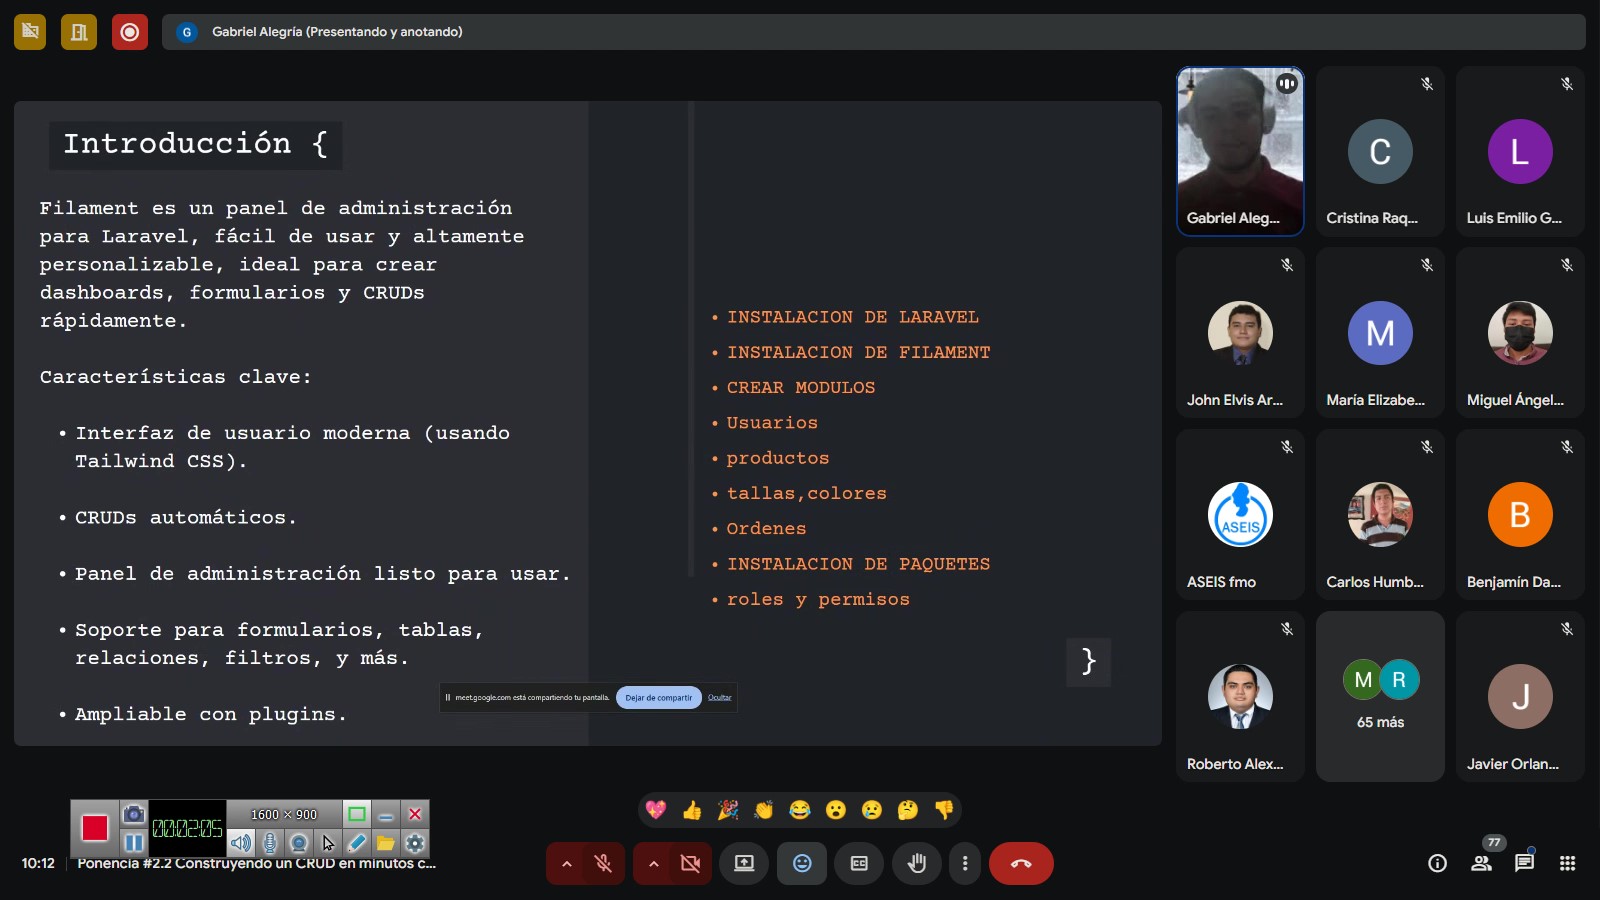 G Gabriel Alegría (Presentando y anotando)
Introducción {
Filament es un panel de administración
para Laravel, fácil de usar y altamente
personalizable, ideal para crear
dashboards, formularios y CRUDs
rápidamente.
Características clave:
• Interfaz de usuario moderna (usando
Tailwind CSS).
• CRUDs automáticos.
• Panel de administración listo para usar.
• Soporte para formularios, tablas,
relaciones, filtros, y más.
• Ampliable con plugins.
• INSTALACION DE LARAVEL
• INSTALACION DE FILAMENT
• CREAR MODULOS
• Usuarios
• productos
• tallas,colores
• Ordenes
• INSTALACION DE PAQUETES
• roles y permisos
}
meet.google.com está compartiendo tu pantalla. Dejar de compartir Ocultar
Gabriel Aleg...
C
Cristina Raq...
L
Luis Emilio G...
John Elvis Ar...
M
María Elizabe...
Miguel Ángel...
ASEIS
ASEIS fmo
Carlos Humb...
B
Benjamín Da...
Roberto Alex...
M R
65 más
J
Javier Orlan...
1600 × 900
00:02:05
10:12 Ponencia #2.2 Construyendo un CRUD en minutos c...
CC
77